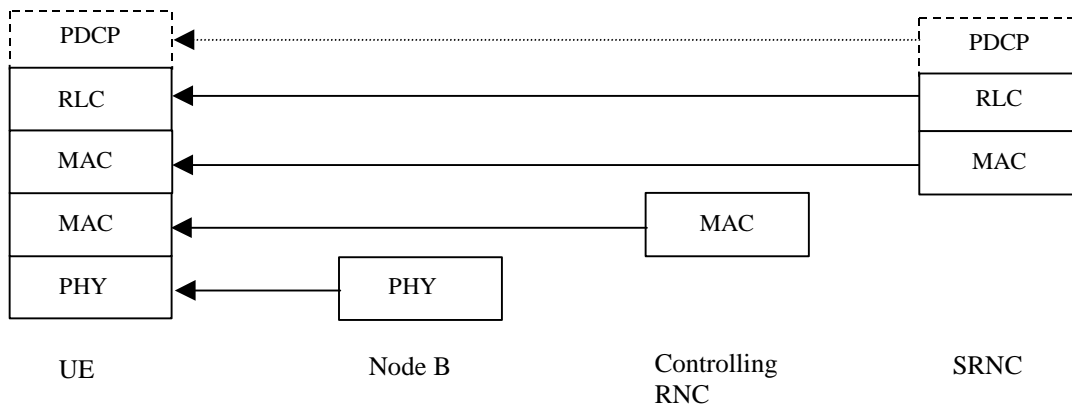 PDCP
PDCP
RLC
RLC
MAC
MAC
MAC
MAC
PHY
PHY
UE
Node B
Controlling
RNC
SRNC